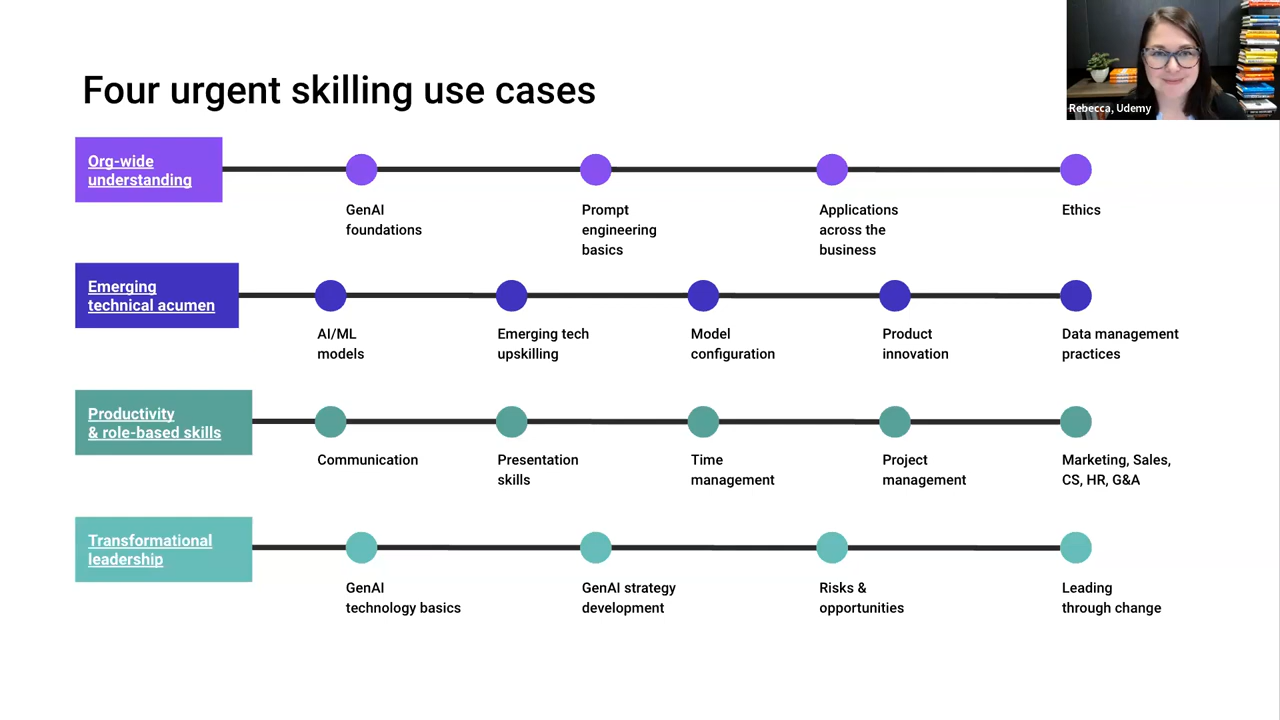 Four urgent skilling use cases
Rebecca, Udemy
Org-wide
understanding
GenAI
foundations
Prompt
engineering
basics
Applications
across the
business
Ethics
Emerging
technical acumen
AI/ML
models
Emerging tech
upskilling
Model
configuration
Product
innovation
Data management
practices
Productivity
& role-based skills
Communication
Presentation
skills
Time
management
Project
management
Marketing, Sales,
CS, HR, G&A
Transformational
leadership
GenAI
technology basics
GenAI strategy
development
Risks &
opportunities
Leading
through change